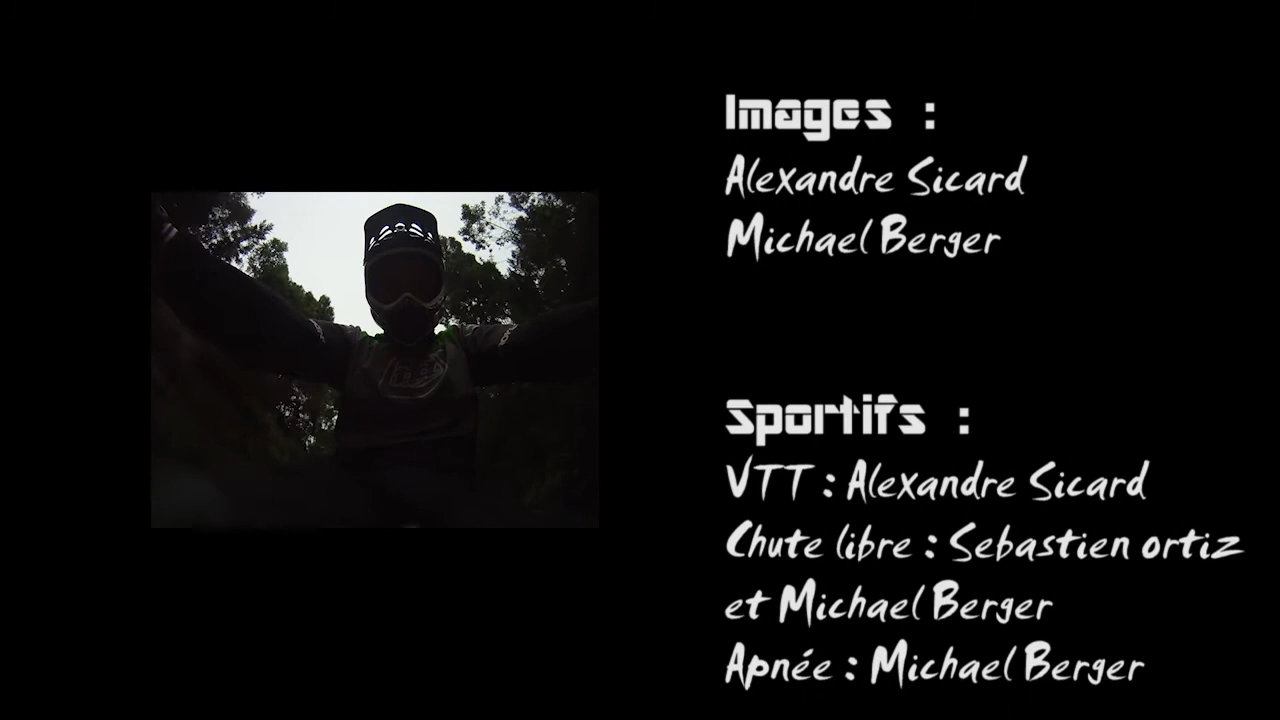 Images :
Alexandre Sicard
Michael Berger
Sportifs :
VTT : Alexandre Sicard
Chute libre : Sebastien ortiz
et Michael Berger
Apnée : Michael Berger